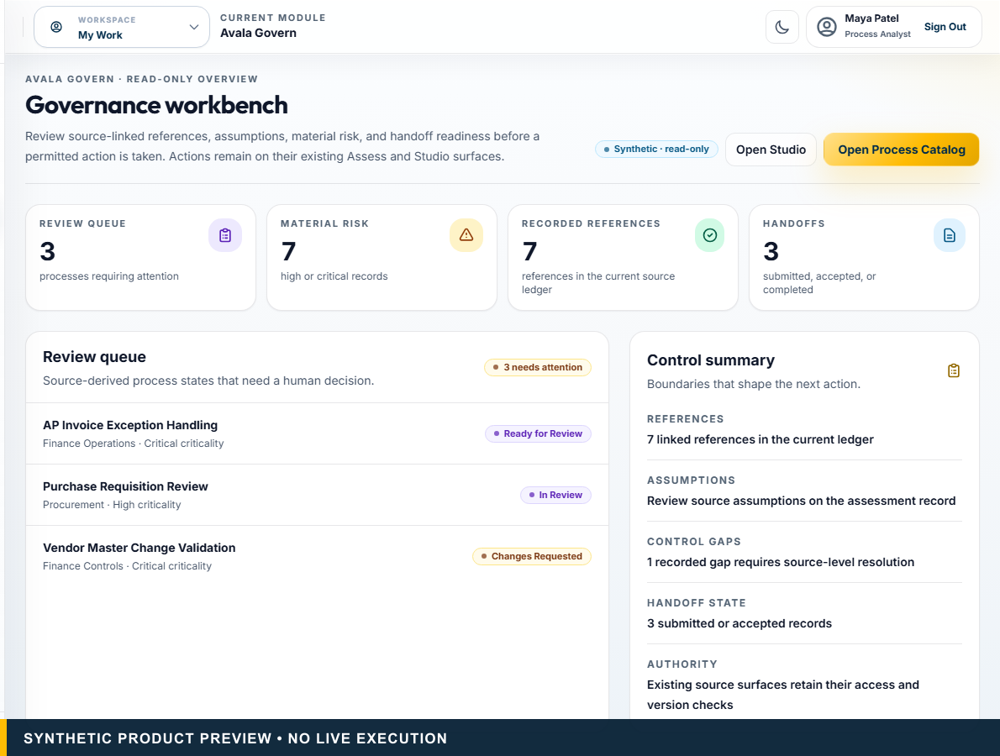 WORKSPACE
My Work
CURRENT MODULE
Avala Govern
Maya Patel
Process Analyst
Sign Out
AVALA GOVERN · READ-ONLY OVERVIEW
Governance workbench
Review source-linked references, assumptions, material risk, and handoff readiness before a
permitted action is taken. Actions remain on their existing Assess and Studio surfaces.
Synthetic · read-only
Open Studio
Open Process Catalog
REVIEW QUEUE
3
processes requiring attention
MATERIAL RISK
7
high or critical records
RECORDED REFERENCES
7
references in the current source
ledger
HANDOFFS
3
submitted, accepted, or
completed
Review queue
Source-derived process states that need a human decision.
3 needs attention
AP Invoice Exception Handling
Finance Operations · Critical criticality
Ready for Review
Purchase Requisition Review
Procurement · High criticality
In Review
Vendor Master Change Validation
Finance Controls · Critical criticality
Changes Requested
Control summary
Boundaries that shape the next action.
REFERENCES
7 linked references in the current ledger
ASSUMPTIONS
Review source assumptions on the assessment record
CONTROL GAPS
1 recorded gap requires source-level resolution
HANDOFF STATE
3 submitted or accepted records
AUTHORITY
Existing source surfaces retain their access and
version checks
SYNTHETIC PRODUCT PREVIEW • NO LIVE EXECUTION